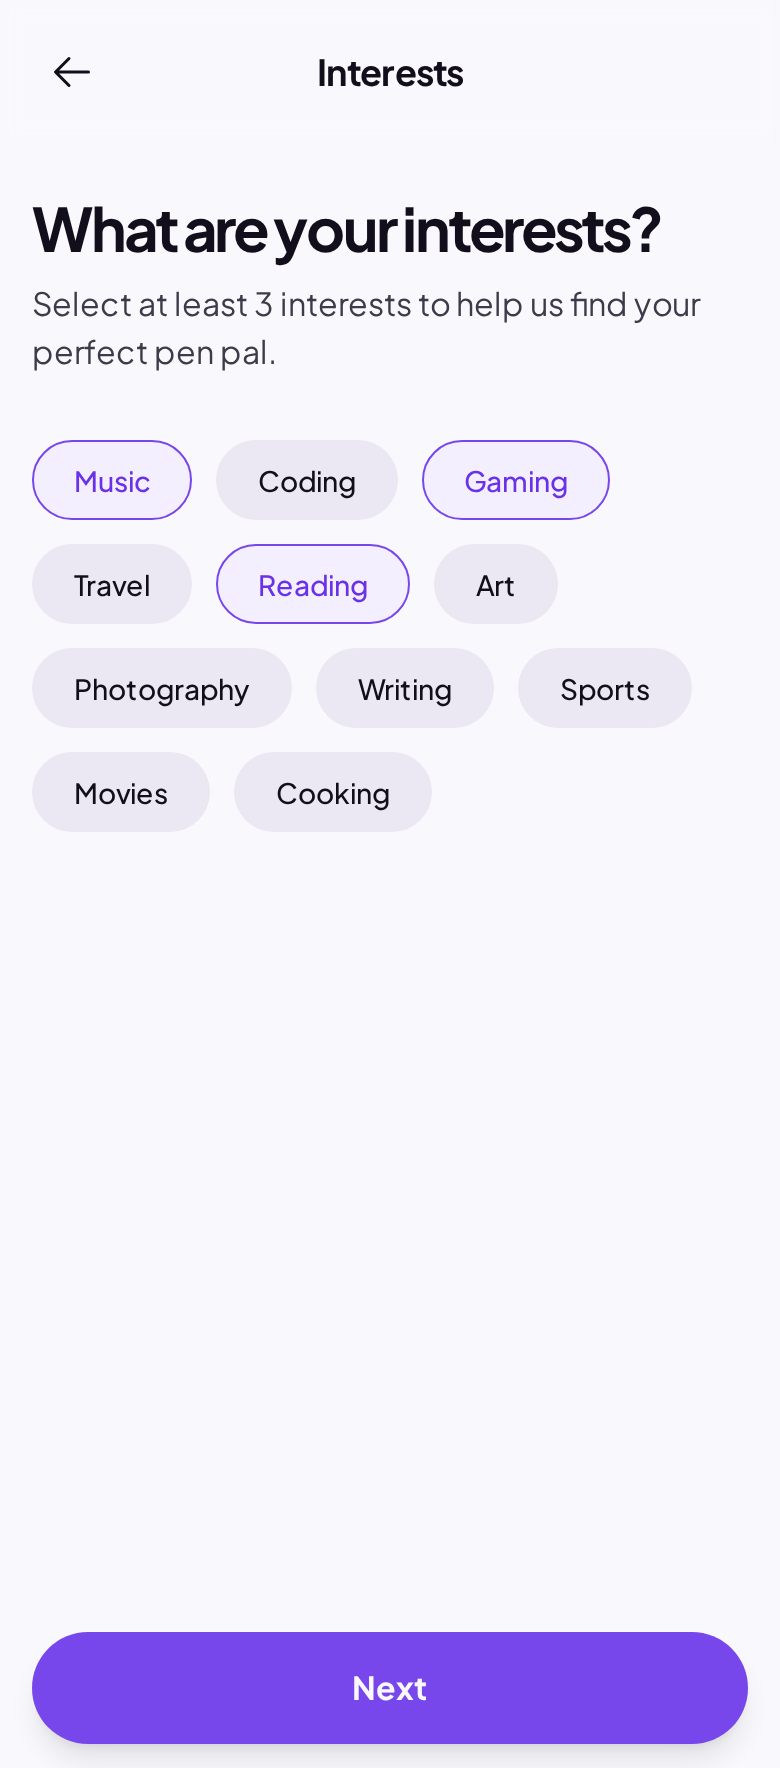 Interests
What are your interests?
Select at least 3 interests to help us find your
perfect pen pal.
Music Coding Gaming
Travel Reading Art
Photography Writing Sports
Movies Cooking
Next